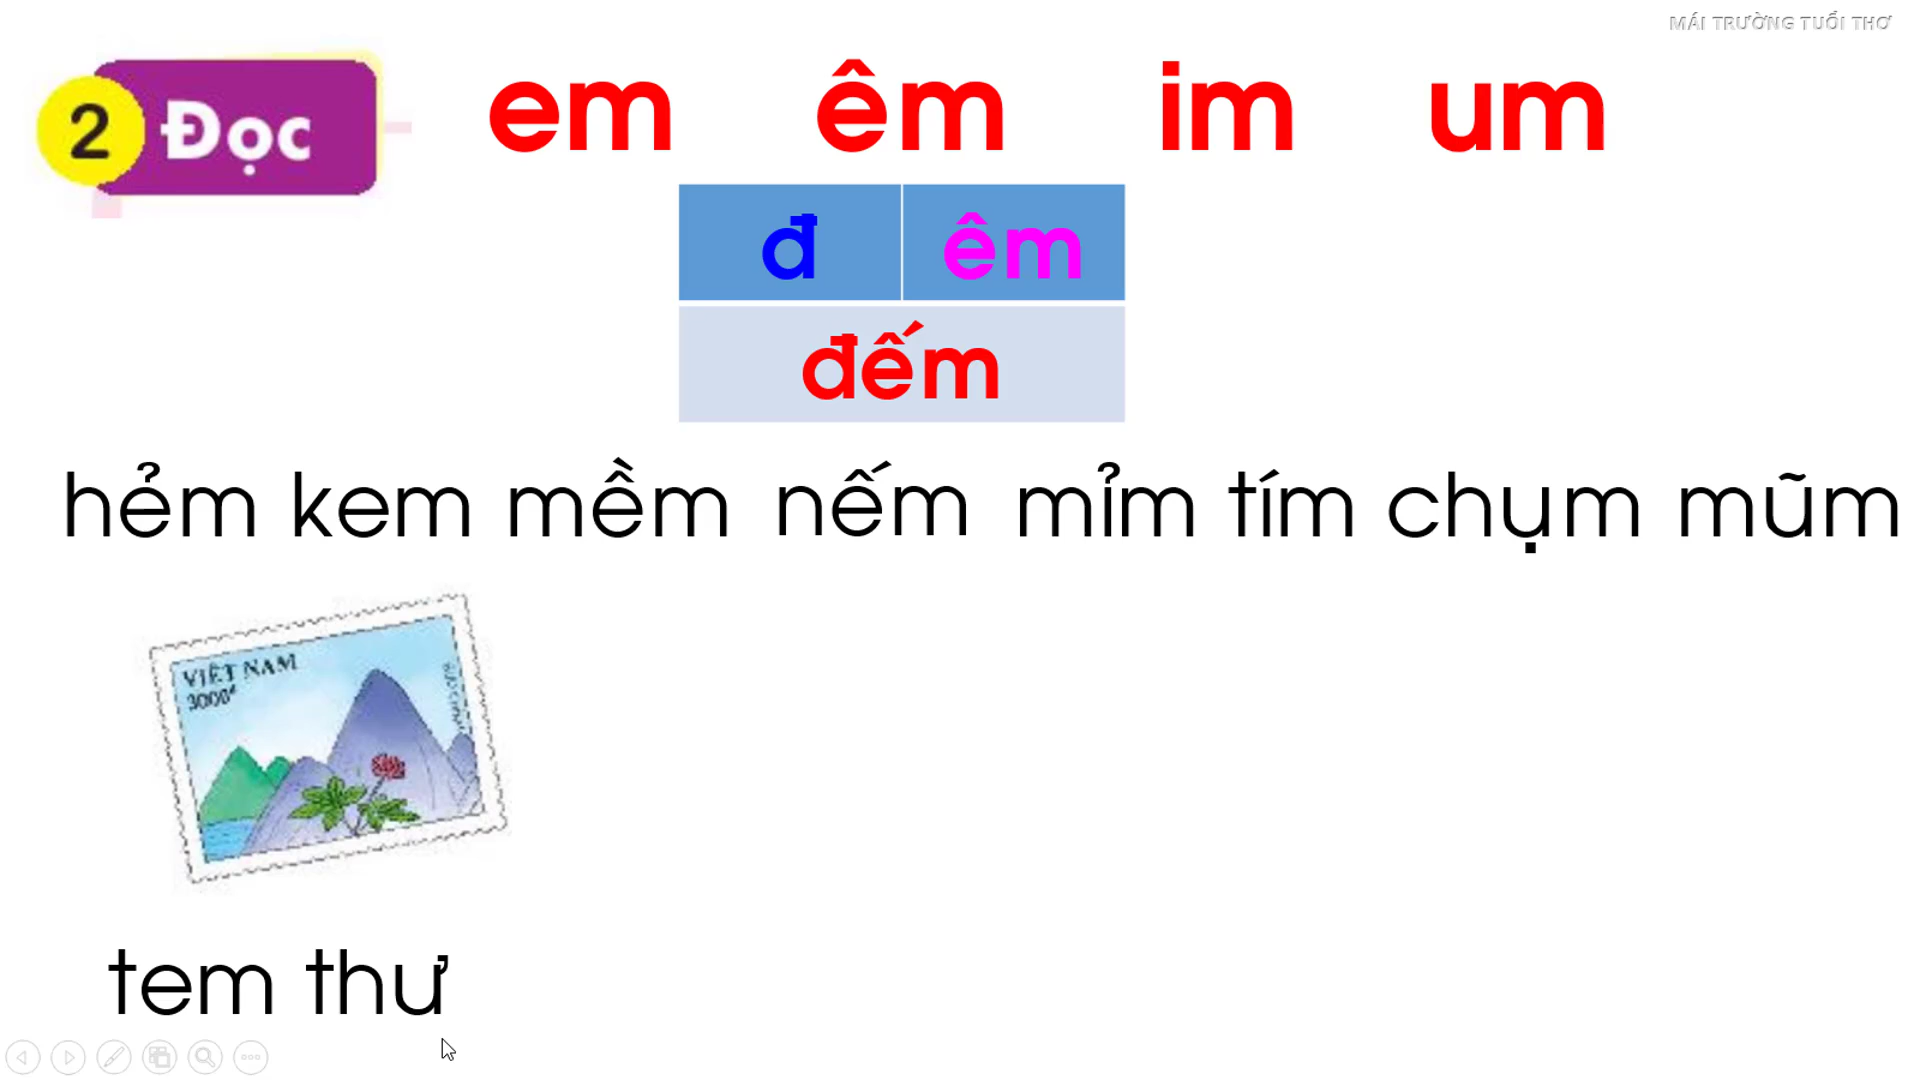 MÁI TRƯỜNG TUỔI THƠ
2 Đọc
em êm im um
đ êm
đếm
hẻm kem mềm nếm mỉm tím chụm mũm
VIỆT NAM
3000đ
tem thư